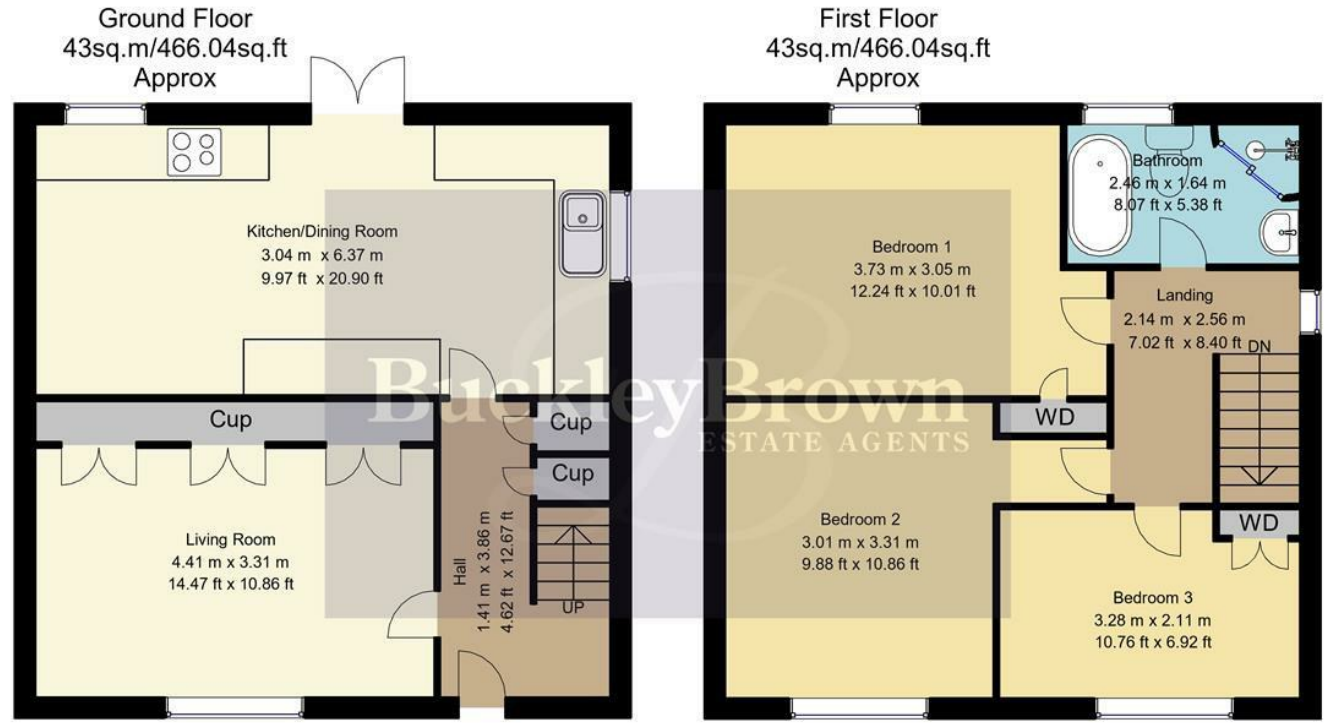 Ground Floor
43sq.m/466.04sq.ft
Approx
Kitchen/Dining Room
3.04 m x 6.37 m
9.97 ft x 20.90 ft
Cup
Cup
Cup
Living Room
4.41 m x 3.31 m
14.47 ft x 10.86 ft
Hall
1.41 m x 3.86 m
4.62 ft x 12.67 ft
UP
First Floor
43sq.m/466.04sq.ft
Approx
Bedroom 1
3.73 m x 3.05 m
12.24 ft x 10.01 ft
Bathroom
2.46 m x 1.64 m
8.07 ft x 5.38 ft
Landing
2.14 m x 2.56 m
7.02 ft x 8.40 ft
DN
WD
Bedroom 2
3.01 m x 3.31 m
9.88 ft x 10.86 ft
WD
Bedroom 3
3.28 m x 2.11 m
10.76 ft x 6.92 ft
BuckleyBrown
ESTATE AGENTS
B